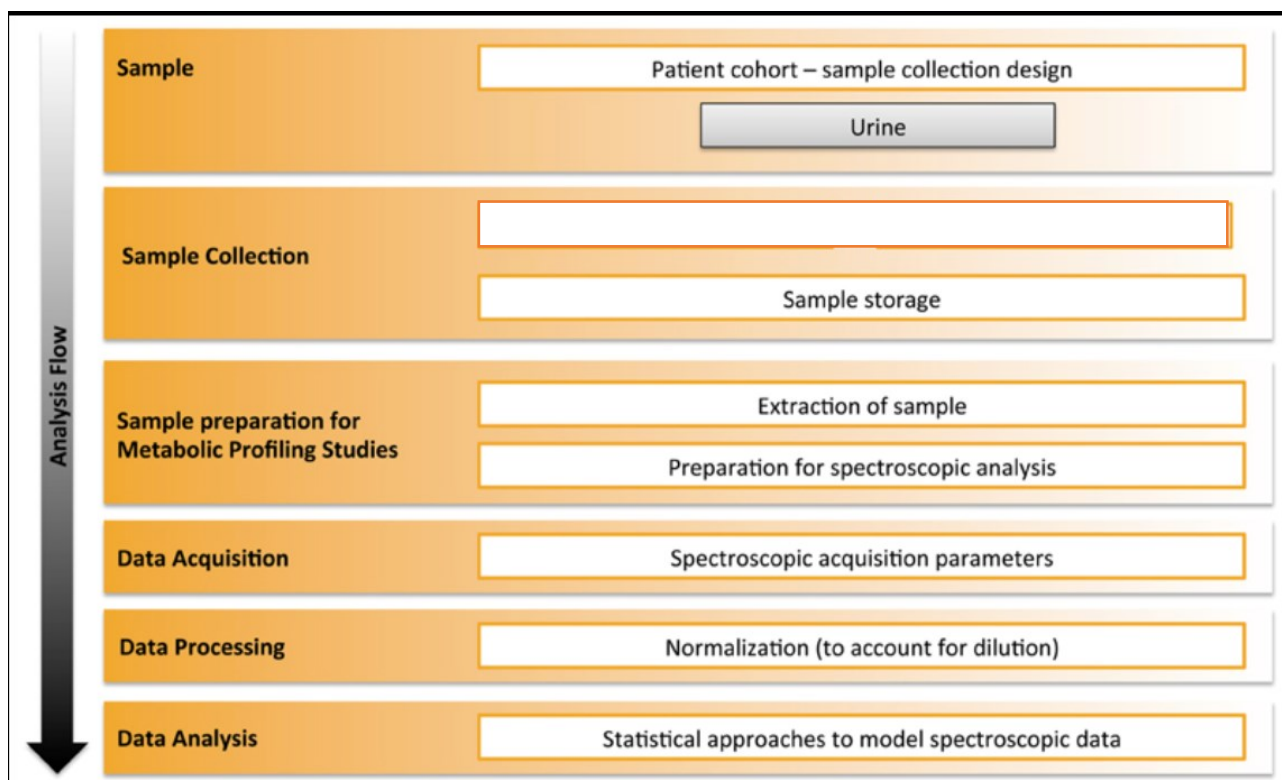 Sample
Patient cohort – sample collection design
Urine
Sample Collection
Sample storage
Analysis Flow
Sample preparation for
Metabolic Profiling Studies
Extraction of sample
Preparation for spectroscopic analysis
Data Acquisition
Spectroscopic acquisition parameters
Data Processing
Normalization (to account for dilution)
Data Analysis
Statistical approaches to model spectroscopic data